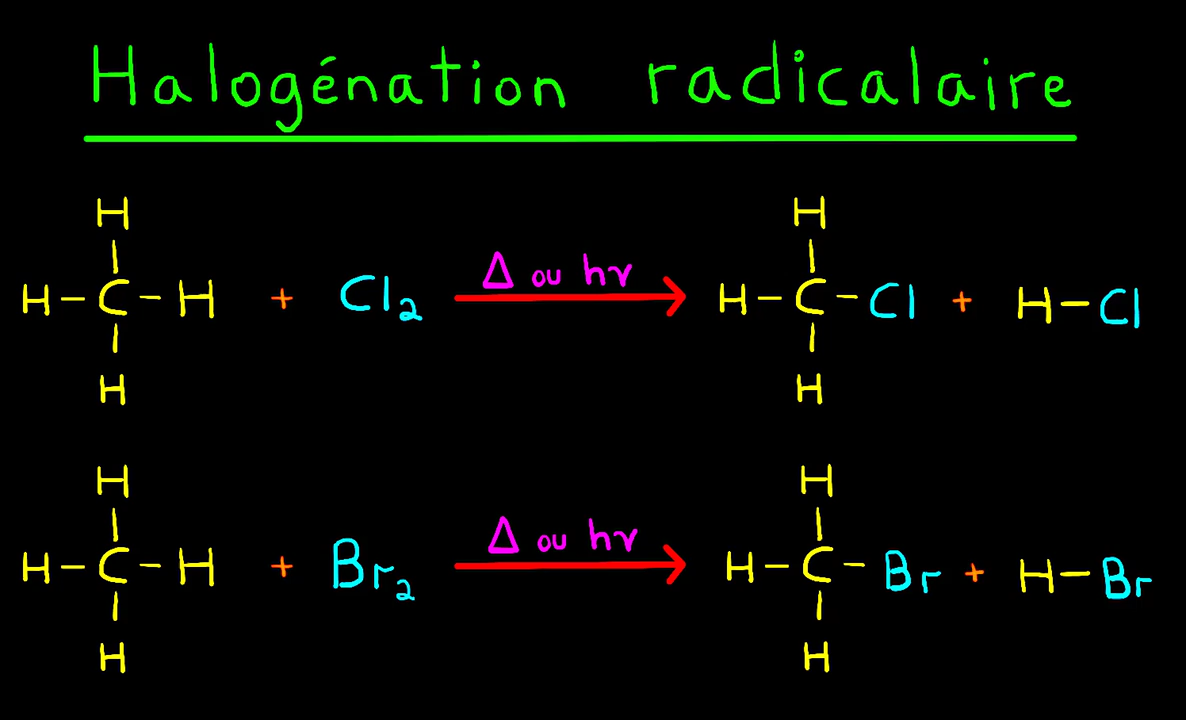 Halogénation radicalaire
H
Δ ou hν
H
H – C – H + Cl₂
H – C – Cl + H – Cl
H
H
H
Δ ou hν
H
H – C – H + Br₂
H – C – Br + H – Br
H
H